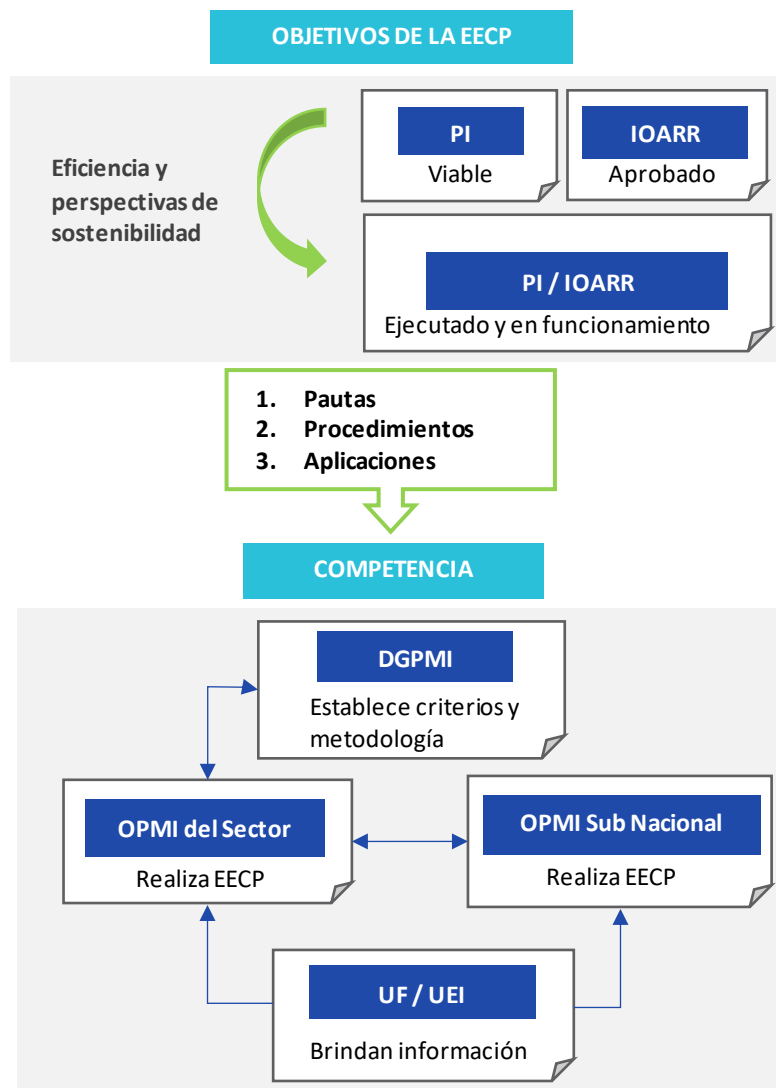 OBJETIVOS DE LA EECP
Eficiencia y
perspectivas de
sostenibilidad
PI
Viable
IOARR
Aprobado
PI / IOARR
Ejecutado y en funcionamiento
1. Pautas
2. Procedimientos
3. Aplicaciones
COMPETENCIA
DGPMI
Establece criterios y
metodología
OPMI del Sector
Realiza EECP
OPMI Sub Nacional
Realiza EECP
UF / UEI
Brindan información